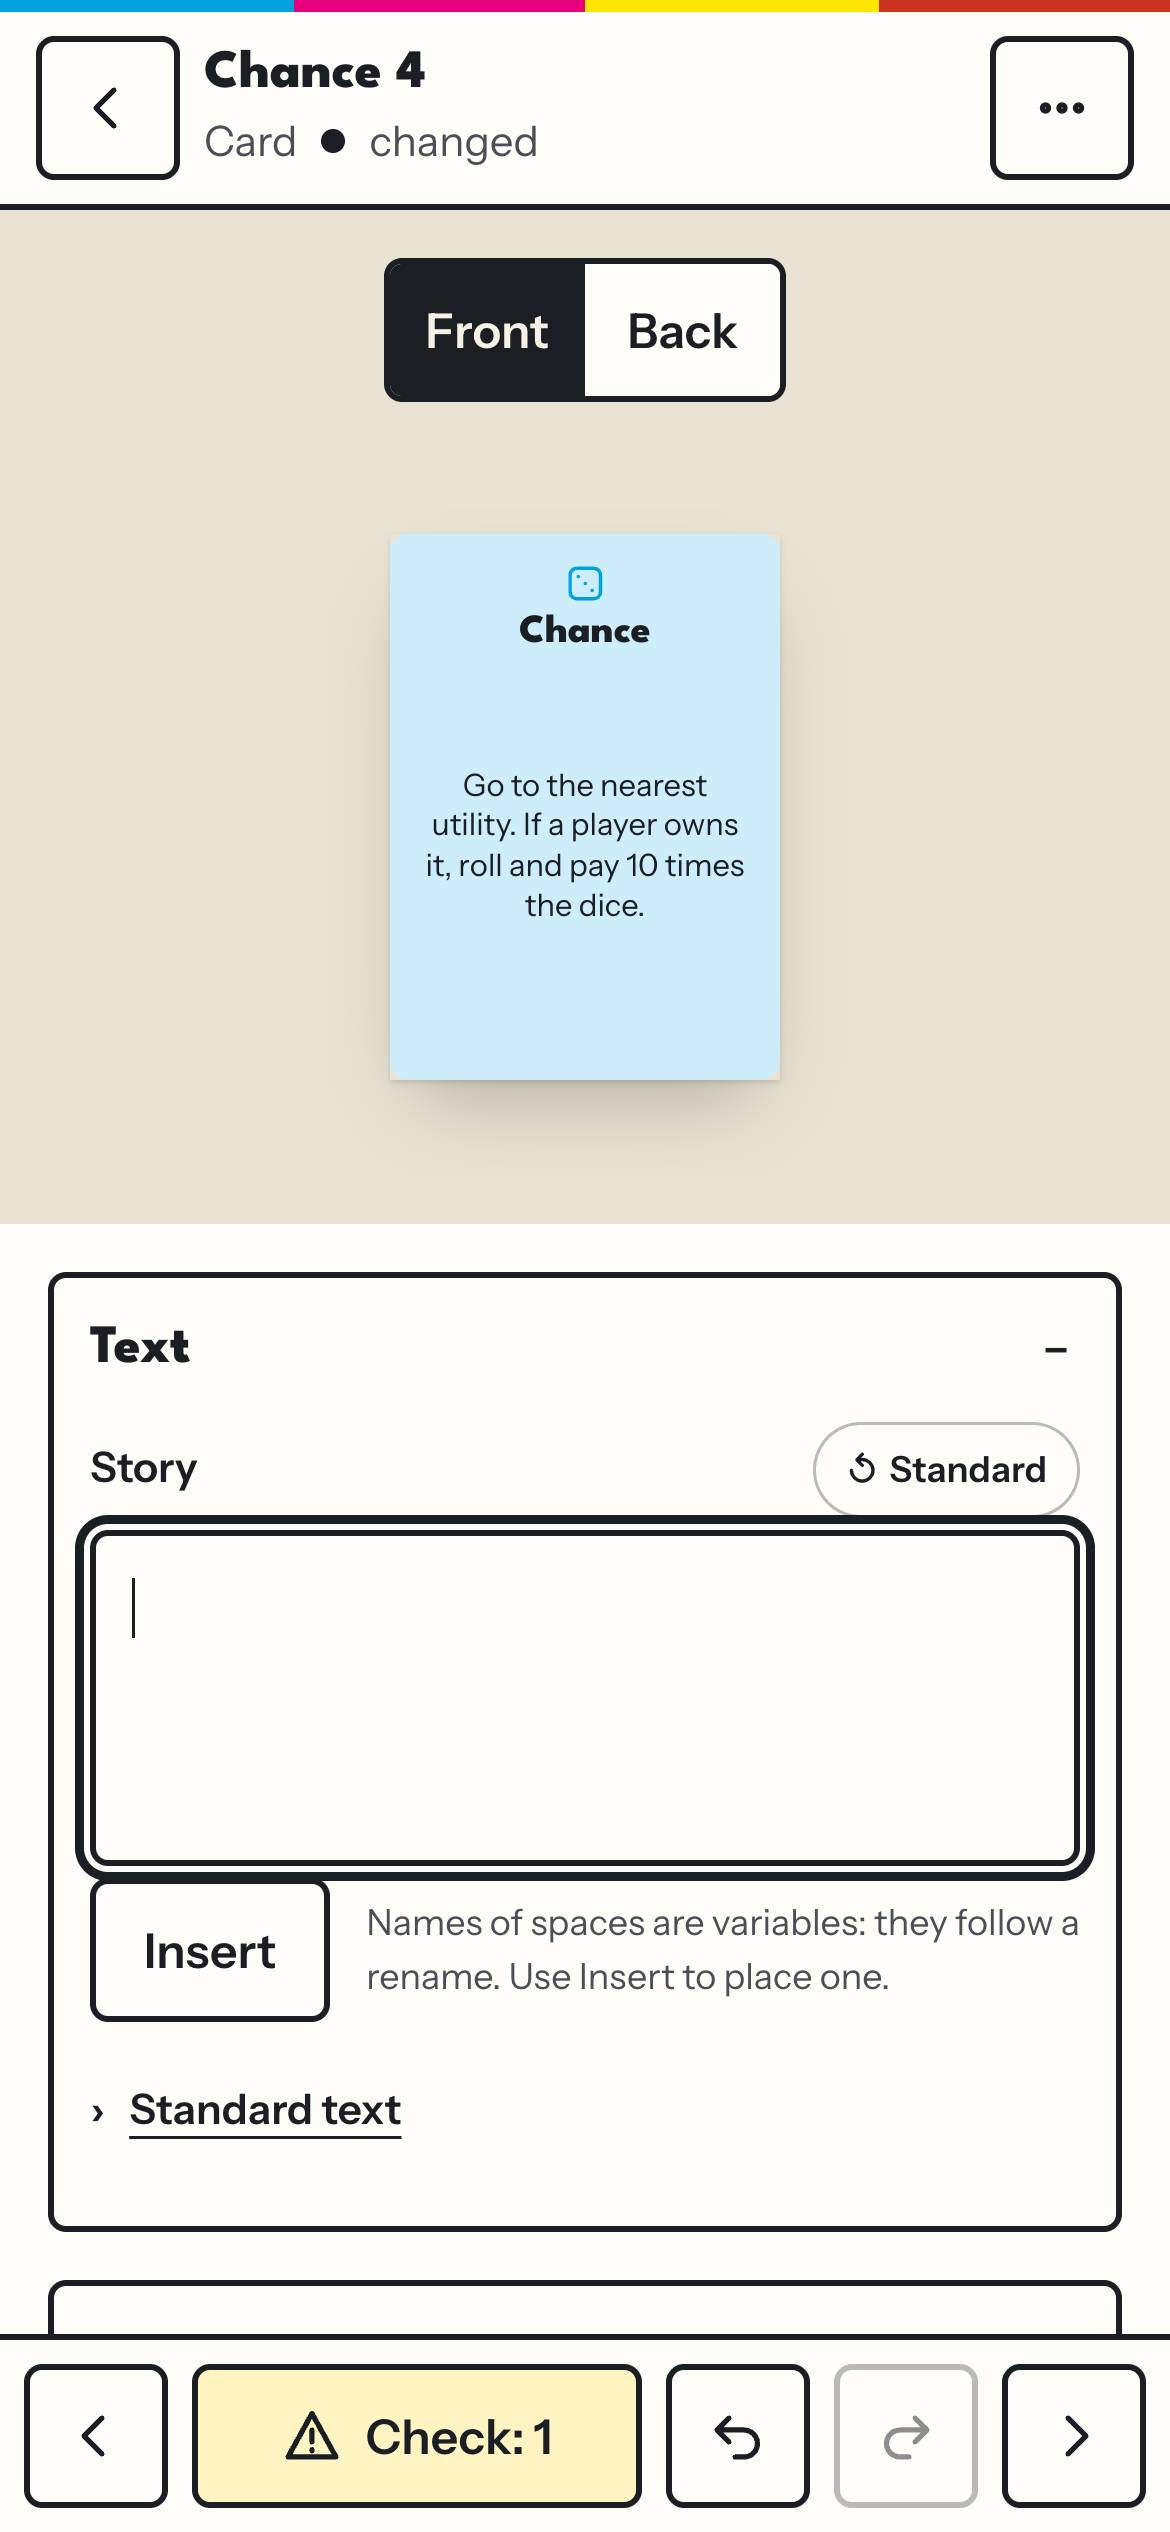 Chance 4
Card ● changed
Front
Back
Chance
Go to the nearest
utility. If a player owns
it, roll and pay 10 times
the dice.
Text
Story
Standard
Insert
Names of spaces are variables: they follow a
rename. Use Insert to place one.
Standard text
Check: 1